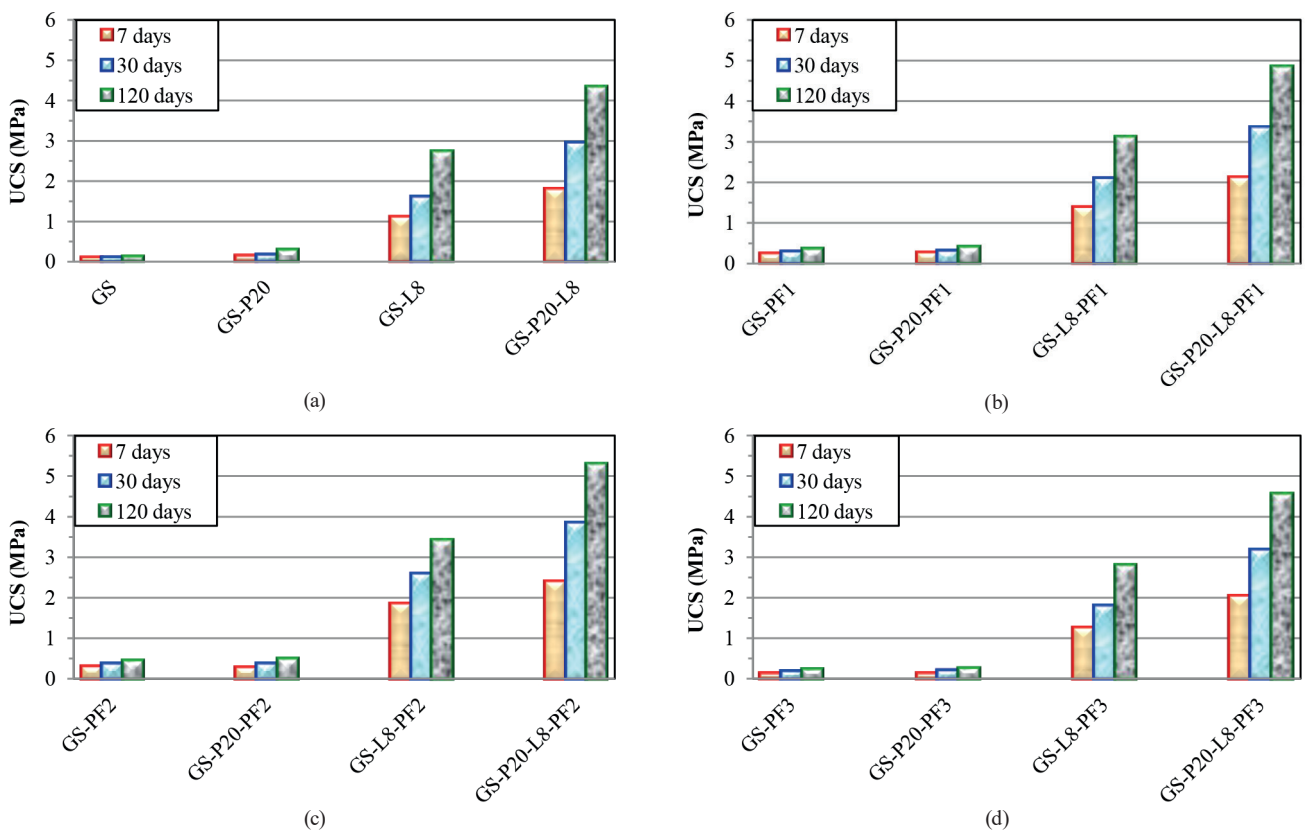 6
5
4
3
2
1
0
UCS (MPa)
7 days
30 days
120 days
GS
GS-P20
GS-L8
GS-P20-L8
(a)
6
5
4
3
2
1
0
UCS (MPa)
7 days
30 days
120 days
GS-PF1
GS-P20-PF1
GS-L8-PF1
GS-P20-L8-PF1
(b)
6
5
4
3
2
1
0
UCS (MPa)
7 days
30 days
120 days
GS-PF2
GS-P20-PF2
GS-L8-PF2
GS-P20-L8-PF2
(c)
6
5
4
3
2
1
0
UCS (MPa)
7 days
30 days
120 days
GS-PF3
GS-P20-PF3
GS-L8-PF3
GS-P20-L8-PF3
(d)